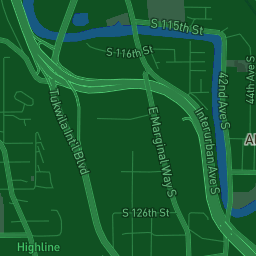 S 115th St
S 116th St
44th Ave S
42nd Ave S
Tukwila Int'l Blvd
E Marginal Way S
Interurban Ave S
S 126th St
Highline